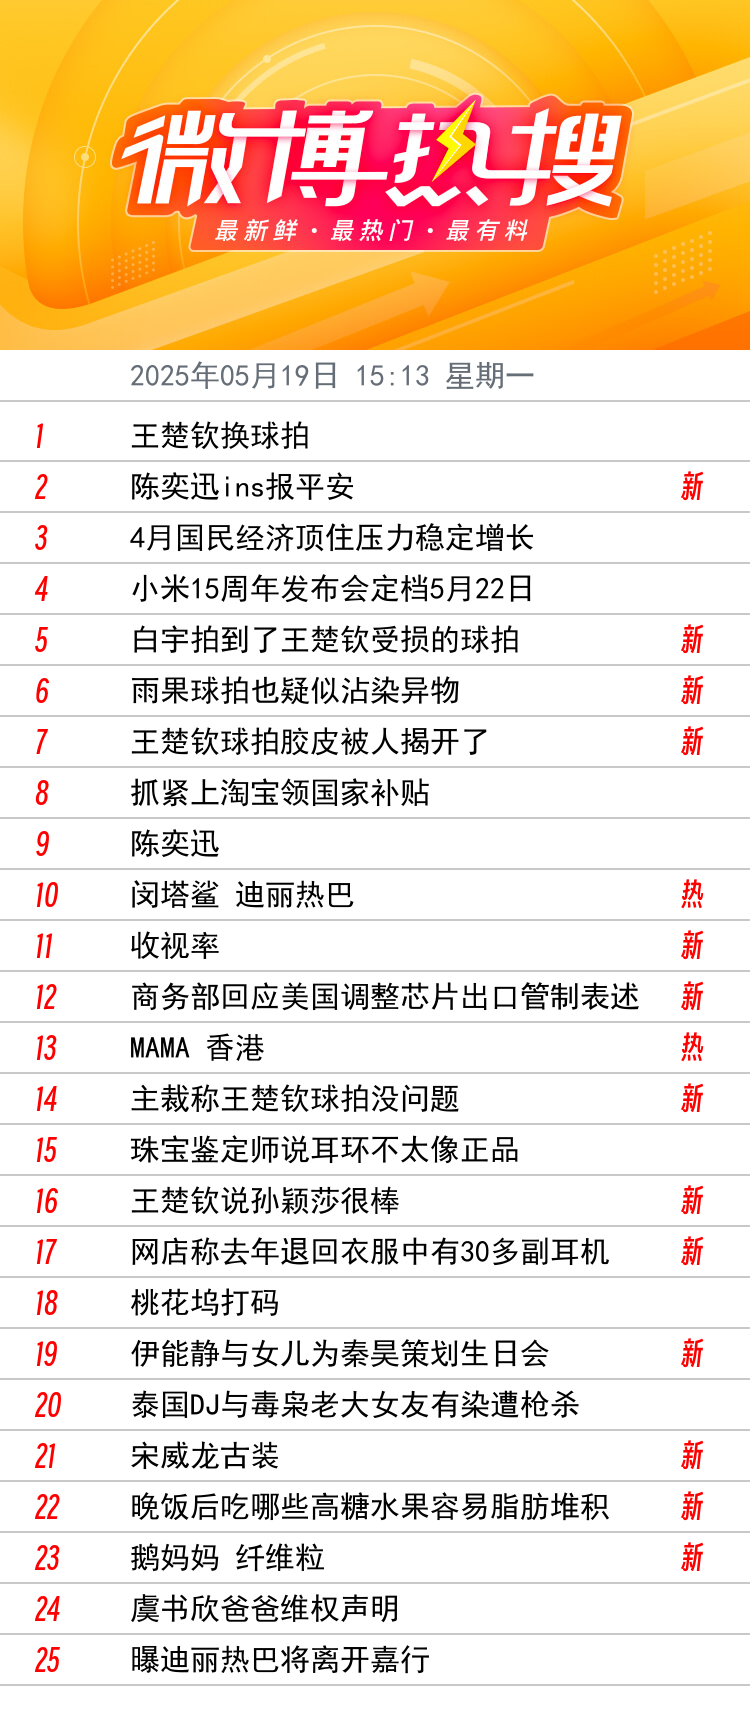 微博热搜
最新鲜·最热门·最有料
2025年05月19日 15:13 星期一
1 王楚钦换球拍
2 陈奕迅ins报平安 新
3 4月国民经济顶住压力稳定增长
4 小米15周年发布会定档5月22日
5 白宇拍到了王楚钦受损的球拍 新
6 雨果球拍也疑似沾染异物 新
7 王楚钦球拍胶皮被人揭开了 新
8 抓紧上淘宝领国家补贴
9 陈奕迅
10 闵塔鲨 迪丽热巴 热
11 收视率 新
12 商务部回应美国调整芯片出口管制表述 新
13 MAMA 香港 热
14 主裁称王楚钦球拍没问题 新
15 珠宝鉴定师说耳环不太像正品
16 王楚钦说孙颖莎很棒 新
17 网店称去年退回衣服中有30多副耳机 新
18 桃花坞打码
19 伊能静与女儿为秦昊策划生日会 新
20 泰国DJ与毒枭老大女友有染遭枪杀
21 宋威龙古装 新
22 晚饭后吃哪些高糖水果容易脂肪堆积 新
23 鹅妈妈 纤维粒 新
24 虞书欣爸爸维权声明
25 曝迪丽热巴将离开嘉行